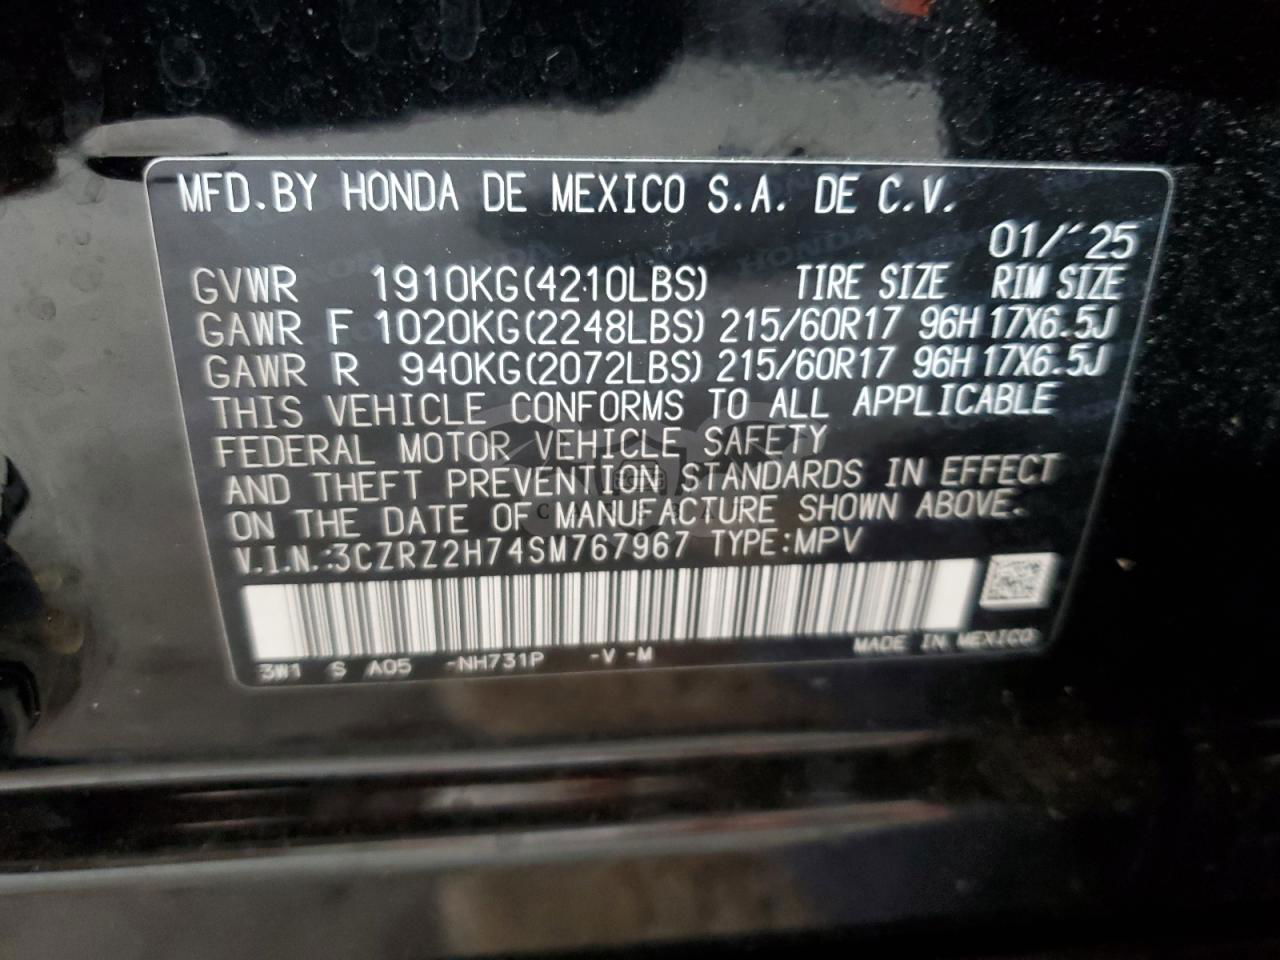 MFD.BY HONDA DE MEXICO S.A. DE C.V.
01/'25
GVWR 1910KG(4210LBS) TIRE SIZE RIM SIZE
GAWR F 1020KG(2248LBS) 215/60R17 96H 17X6.5J
GAWR R 940KG(2072LBS) 215/60R17 96H 17X6.5J
THIS VEHICLE CONFORMS TO ALL APPLICABLE
FEDERAL MOTOR VEHICLE SAFETY
AND THEFT PREVENTION STANDARDS IN EFFECT
ON THE DATE OF MANUFACTURE SHOWN ABOVE.
V.I.N.:3CZRZ2H74SM767967 TYPE:MPV
MADE IN MEXICO
3W1 S A05 -NH731P -V -M